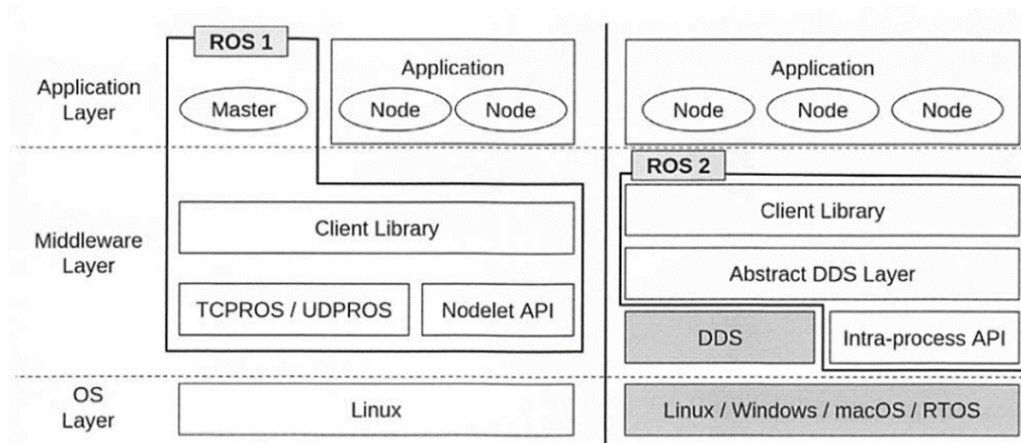 ROS 1
Application
Layer
Master
Application
Node
Node
Application
Node
Node
Node
Middleware
Layer
Client Library
TCPROS / UDPROS
Nodelet API
ROS 2
Client Library
Abstract DDS Layer
DDS
Intra-process API
OS
Layer
Linux
Linux / Windows / macOS / RTOS